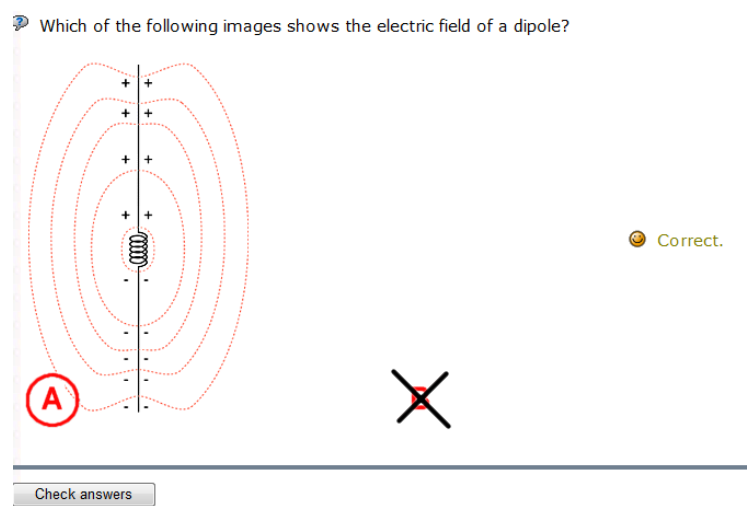 Which of the following images shows the electric field of a dipole?
+ +
+ +
+ +
+ +
- -
- -
- -
- -
- -
Correct.
A
Check answers